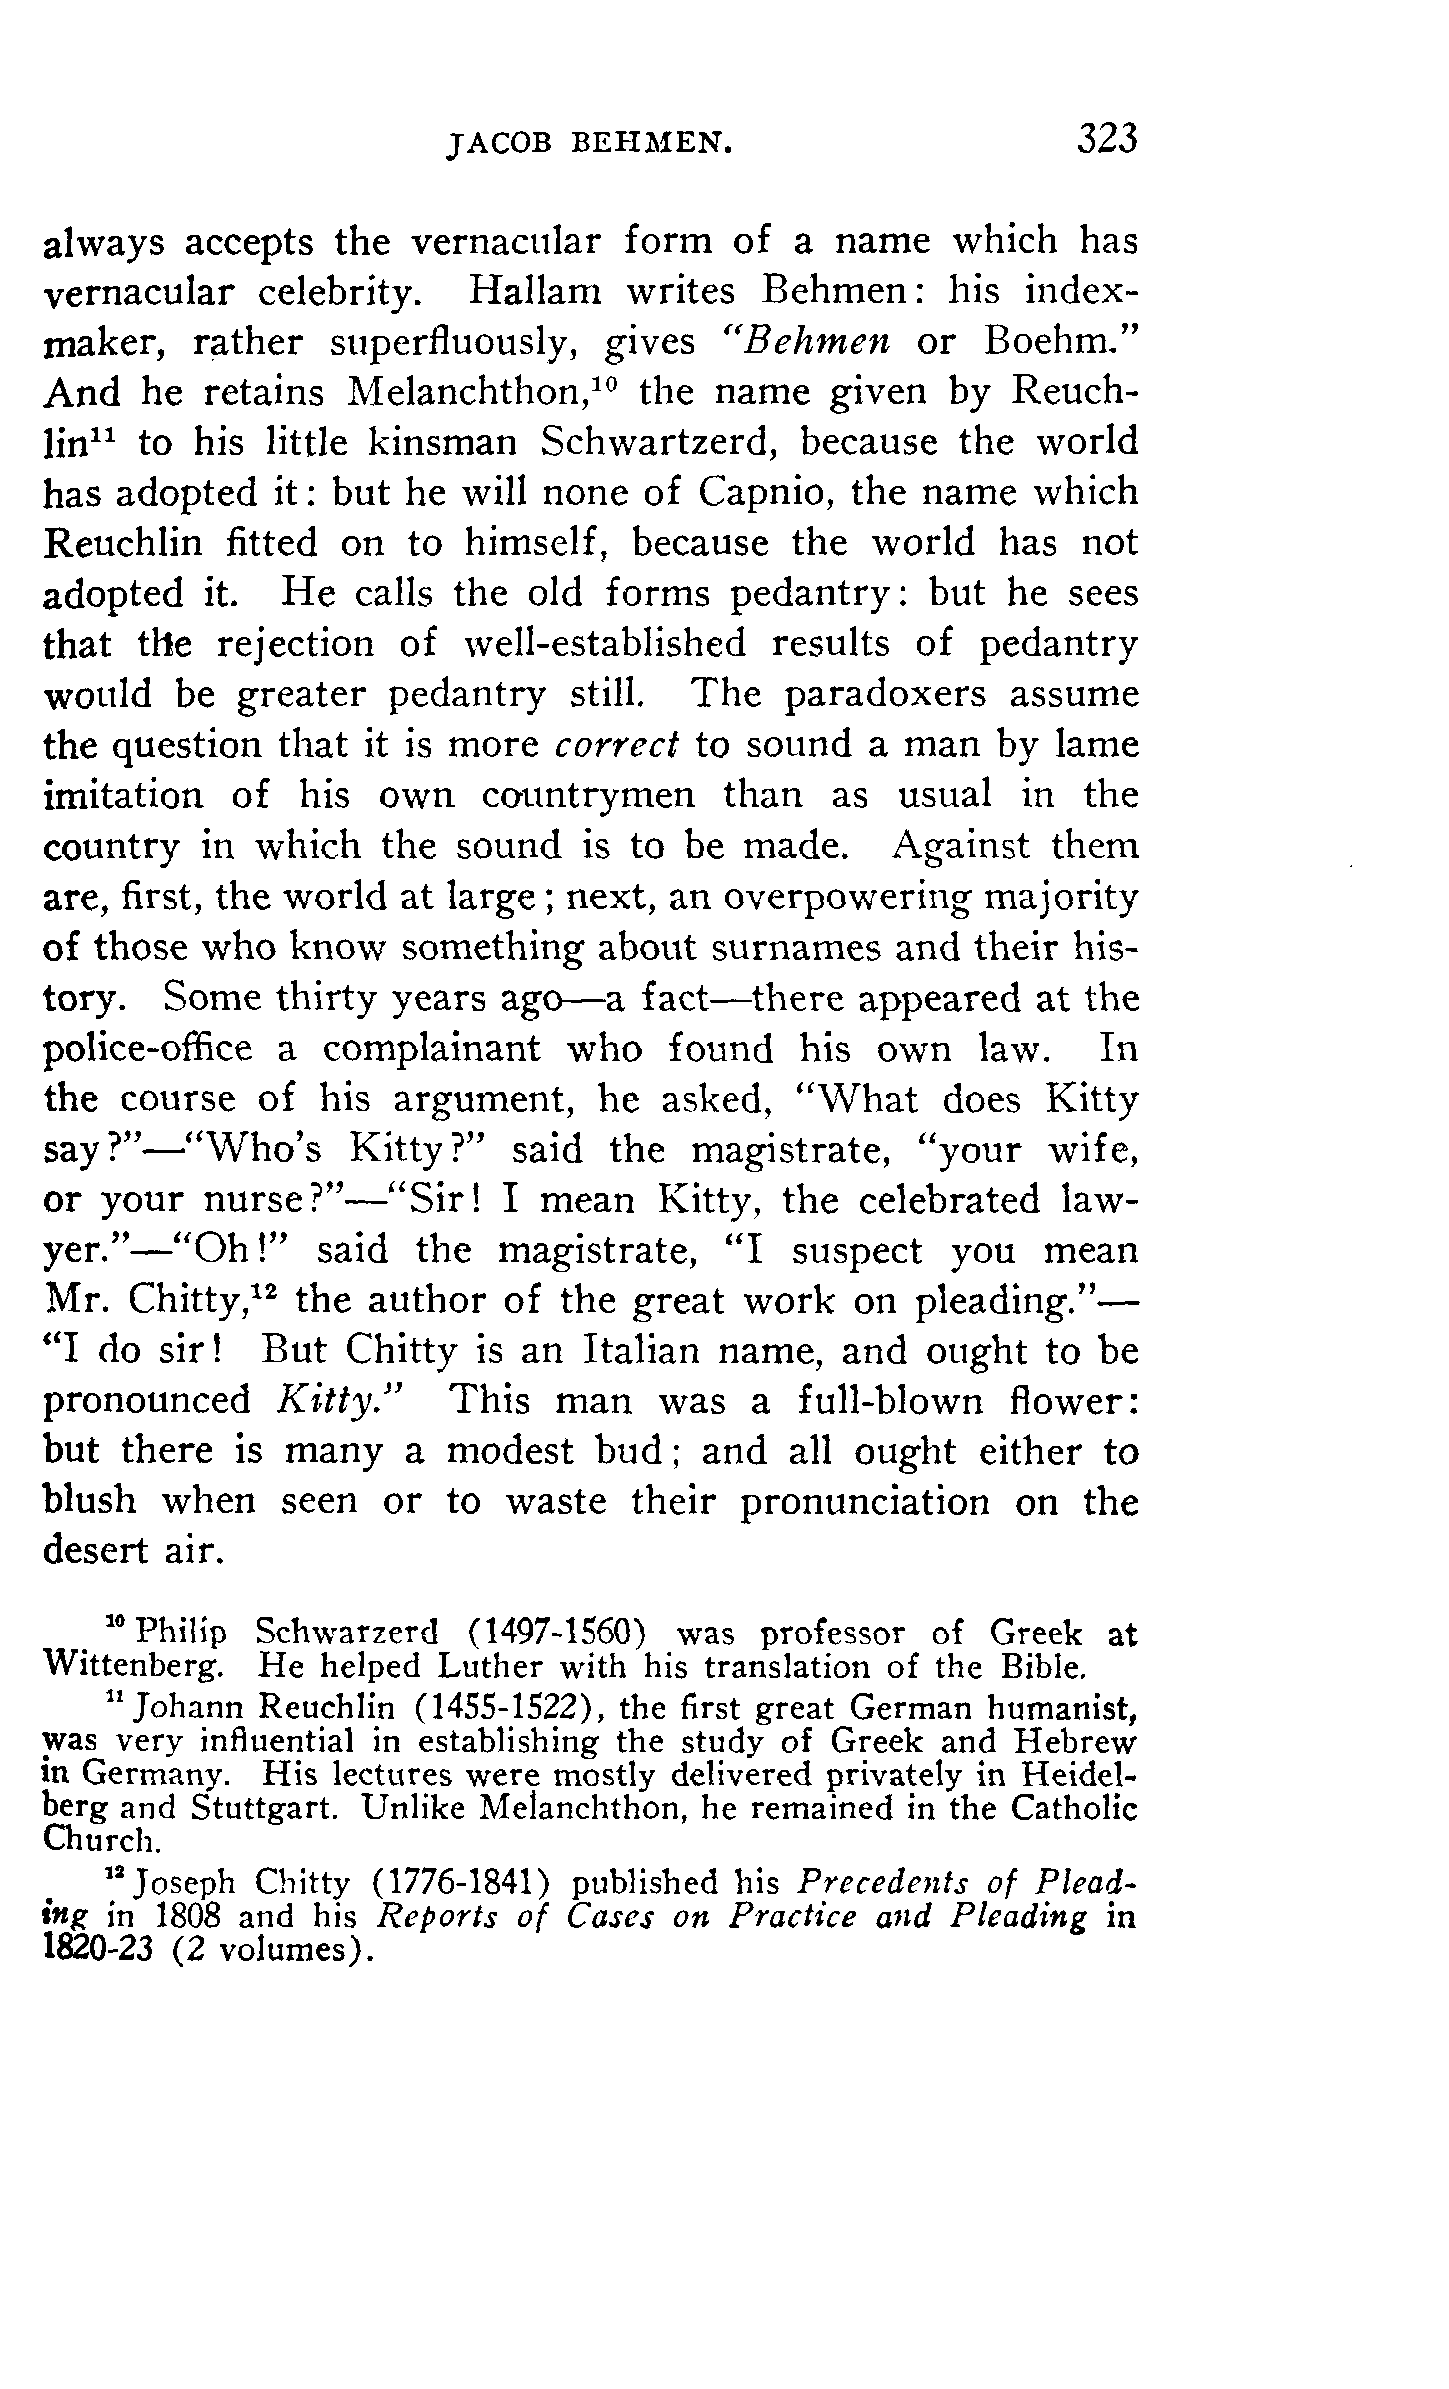 JACOB BEHMEN. 323
always accepts the vernacular form of a name which has
vernacular celebrity. Hallam writes Behmen: his index-
maker, rather superfluously, gives "Behmen or Boehm."
And he retains Melanchthon,¹⁰ the name given by Reuch-
lin¹¹ to his little kinsman Schwartzerd, because the world
has adopted it: but he will none of Capnio, the name which
Reuchlin fitted on to himself, because the world has not
adopted it. He calls the old forms pedantry: but he sees
that the rejection of well-established results of pedantry
would be greater pedantry still. The paradoxers assume
the question that it is more correct to sound a man by lame
imitation of his own countrymen than as usual in the
country in which the sound is to be made. Against them
are, first, the world at large; next, an overpowering majority
of those who know something about surnames and their his-
tory. Some thirty years ago—a fact—there appeared at the
police-office a complainant who found his own law. In
the course of his argument, he asked, "What does Kitty
say?"—"Who's Kitty?" said the magistrate, "your wife,
or your nurse?"—"Sir! I mean Kitty, the celebrated law-
yer."—"Oh!" said the magistrate, "I suspect you mean
Mr. Chitty,¹² the author of the great work on pleading."—
"I do sir! But Chitty is an Italian name, and ought to be
pronounced Kitty." This man was a full-blown flower:
but there is many a modest bud; and all ought either to
blush when seen or to waste their pronunciation on the
desert air.
¹⁰ Philip Schwarzerd (1497-1560) was professor of Greek at
Wittenberg. He helped Luther with his translation of the Bible.
¹¹ Johann Reuchlin (1455-1522), the first great German humanist,
was very influential in establishing the study of Greek and Hebrew
in Germany. His lectures were mostly delivered privately in Heidel-
berg and Stuttgart. Unlike Melanchthon, he remained in the Catholic
Church.
¹² Joseph Chitty (1776-1841) published his Precedents of Plead-
ing in 1808 and his Reports of Cases on Practice and Pleading in
1820-23 (2 volumes).